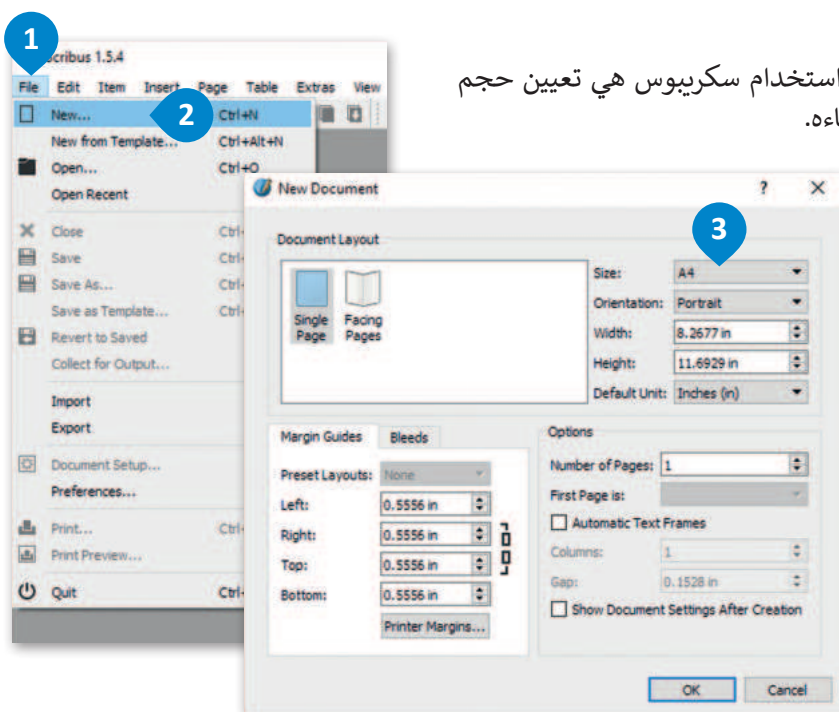 استخدام سكريبوس هي تعيين حجم
1
cribus 1.5.4
File Edit Item Insert Page Table Extras View
New... 2 Ctrl+N
New from Template... Ctrl+Alt+N
Open... Ctrl+O
Open Recent
Close
Save
Save As...
Save as Template...
Revert to Saved
Collect for Output...
Import
Export
Document Setup...
Preferences...
Print...
Print Preview...
Quit
New Document ? X
Document Layout
3
Single Page
Facing Pages
Size: A4
Orientation: Portrait
Width: 8.2677 in
Height: 11.6929 in
Default Unit: Inches (in)
Margin Guides Bleeds
Preset Layouts: None
Left: 0.5556 in
Right: 0.5556 in
Top: 0.5556 in
Bottom: 0.5556 in
Printer Margins...
Options
Number of Pages: 1
First Page is:
Automatic Text Frames
Columns: 1
Gap: 0.1528 in
Show Document Settings After Creation
OK Cancel